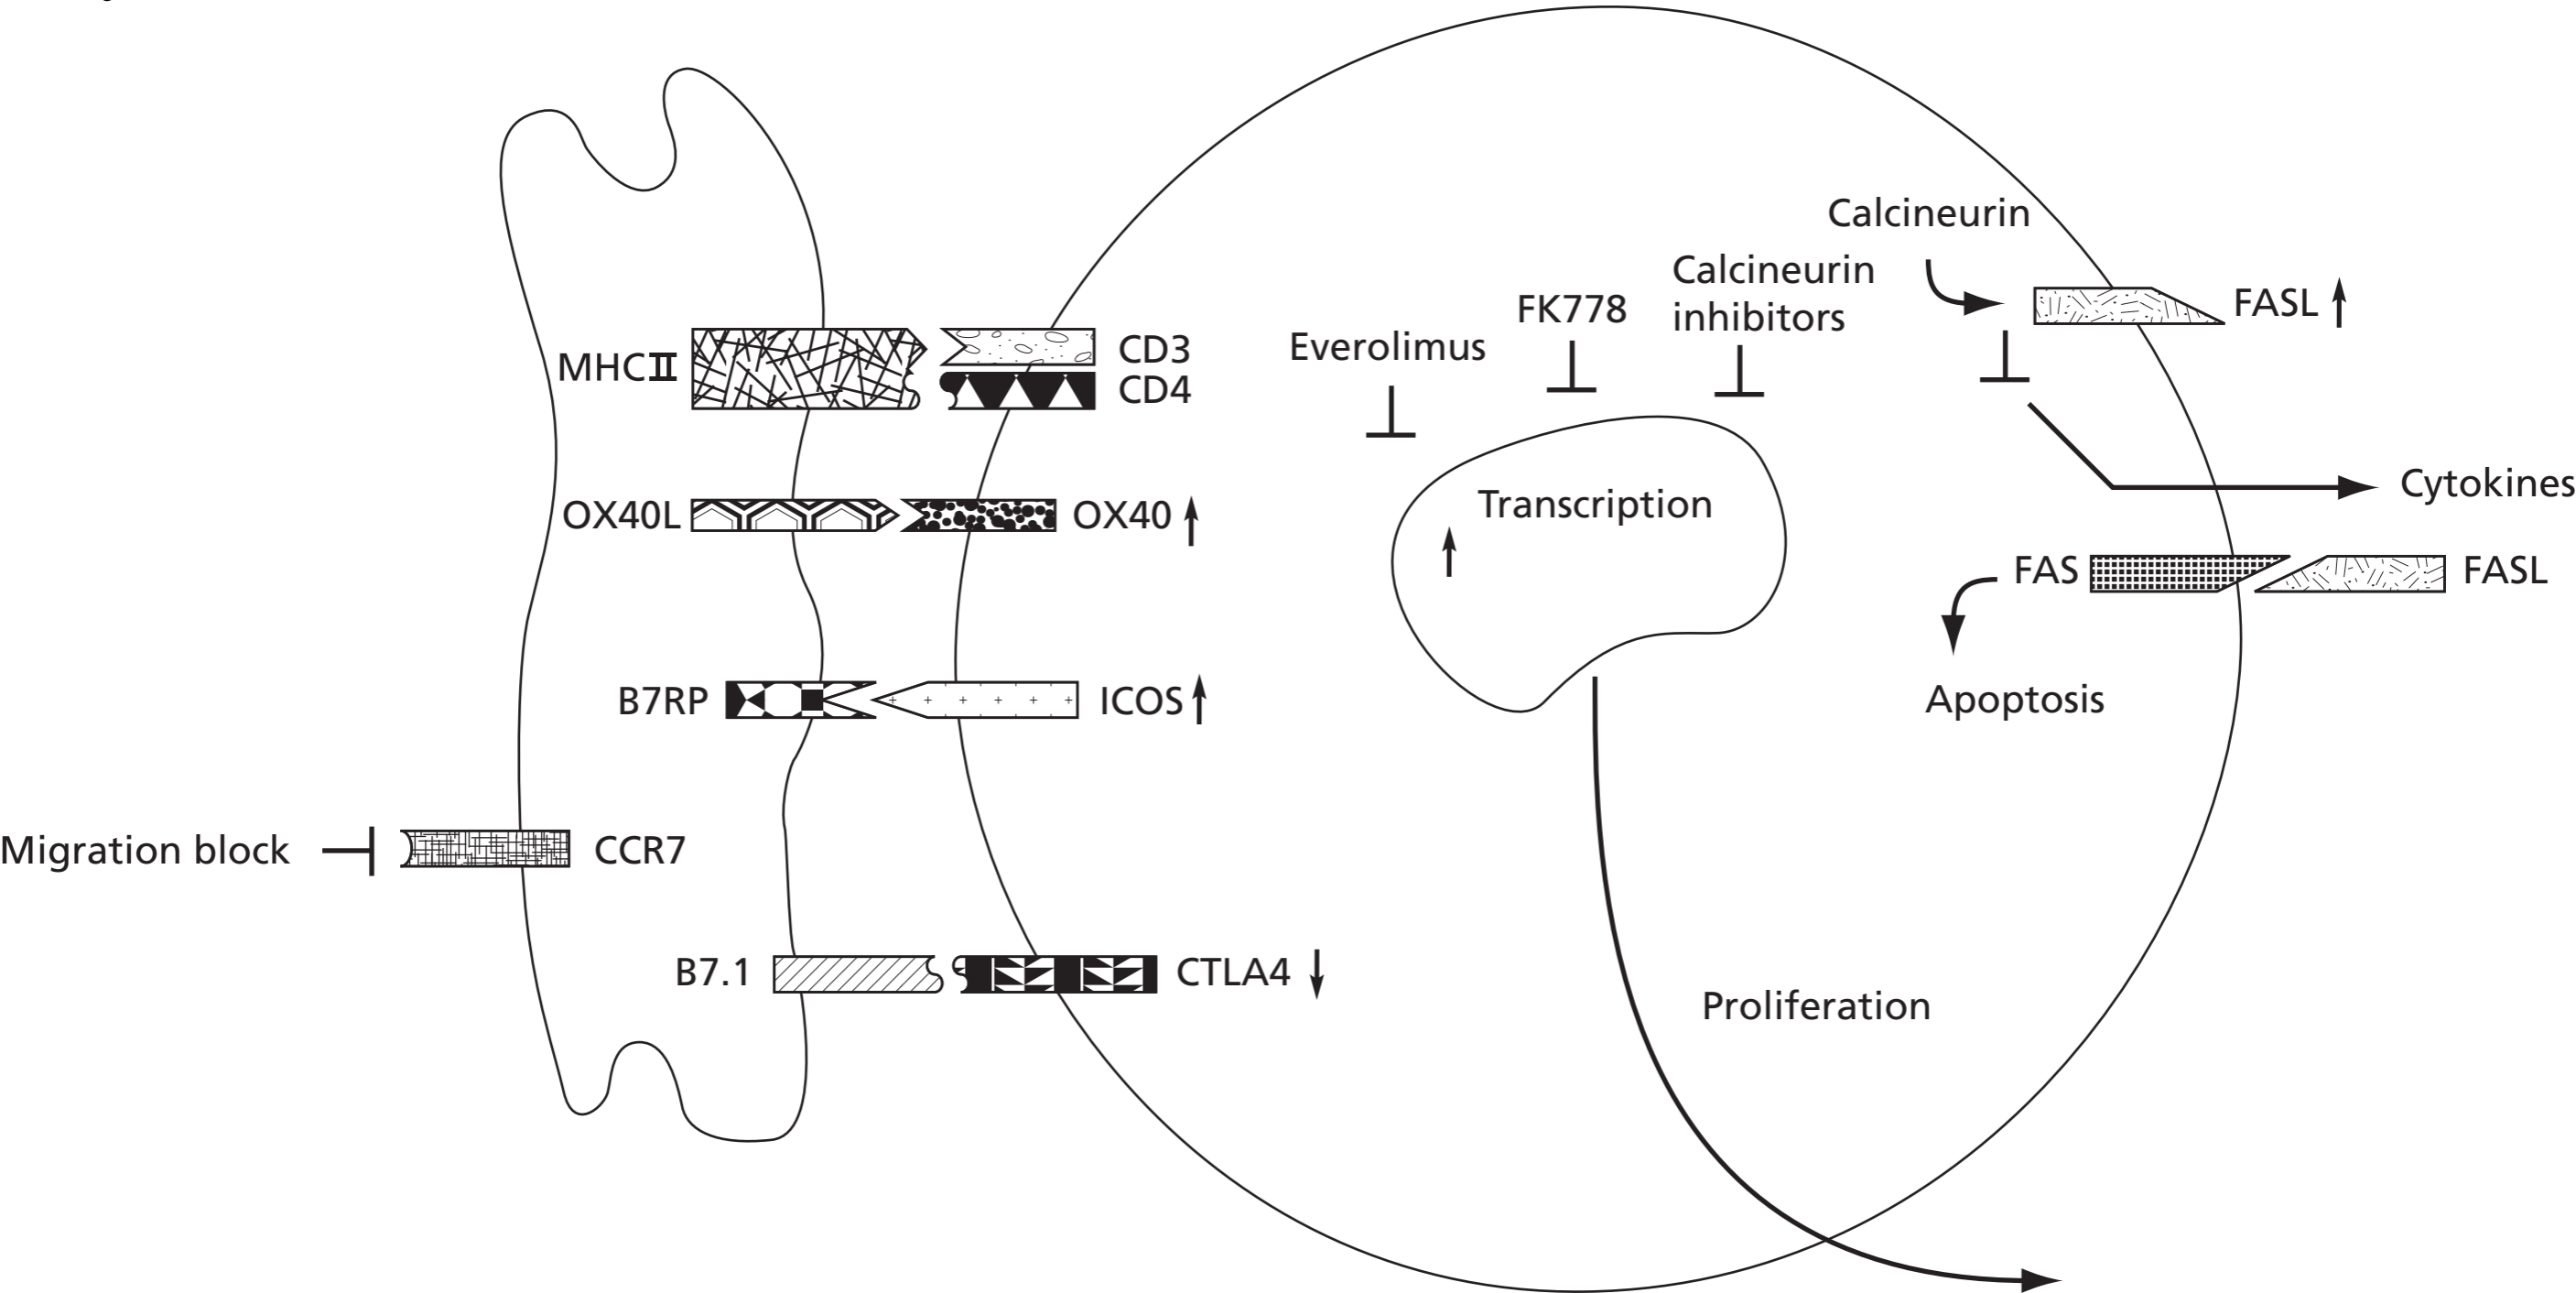 Calcineurin
Calcineurin
inhibitors
FK778
Everolimus
FASL
MHCII
CD3
CD4
Transcription
Cytokines
OX40L
OX40
FAS
FASL
B7RP
ICOS
Apoptosis
Migration block
CCR7
B7.1
CTLA4
Proliferation